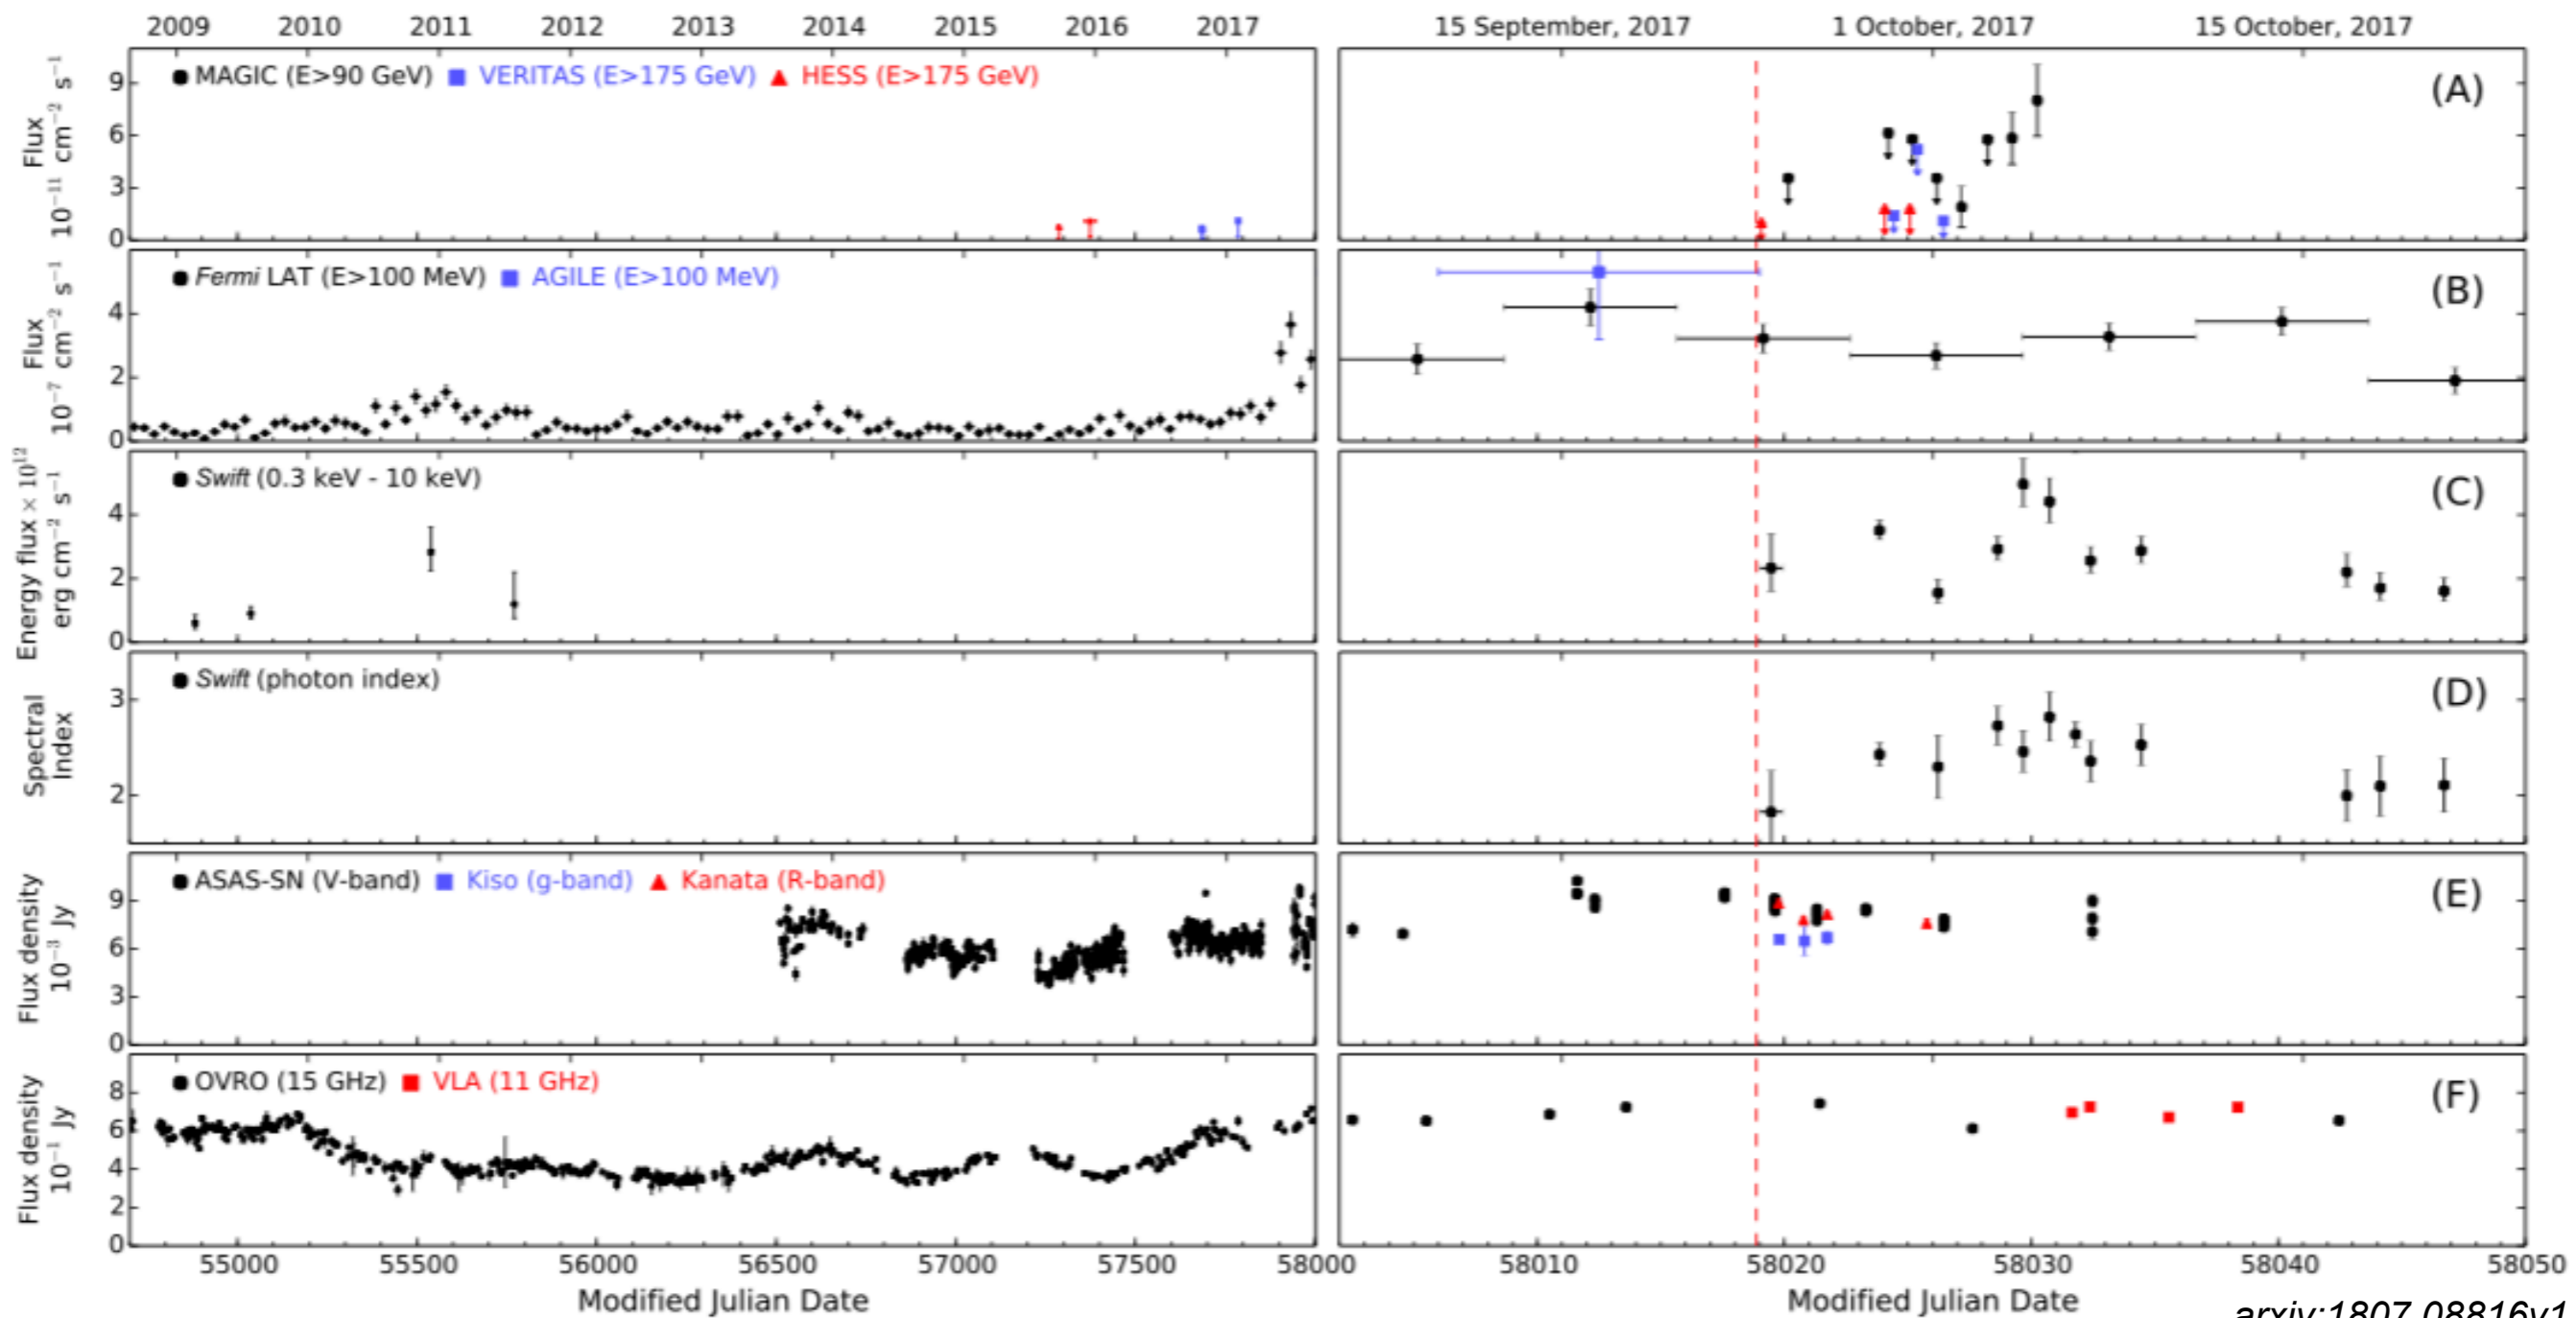 2009 2010 2011 2012 2013 2014 2015 2016 2017 15 September, 2017 1 October, 2017 15 October, 2017
MAGIC (E>90 GeV) VERITAS (E>175 GeV) HESS (E>175 GeV) (A)
Flux
10⁻¹¹ cm⁻² s⁻¹
9
6
3
0
Fermi LAT (E>100 MeV) AGILE (E>100 MeV) (B)
Flux
10⁻⁷ cm⁻² s⁻¹
4
2
0
Swift (0.3 keV - 10 keV) (C)
Energy flux × 10¹²
erg cm⁻² s⁻¹
4
2
0
Swift (photon index) (D)
Spectral
Index
3
2
ASAS-SN (V-band) Kiso (g-band) Kanata (R-band) (E)
Flux density
10⁻³ Jy
9
6
3
0
OVRO (15 GHz) VLA (11 GHz) (F)
Flux density
10⁻¹ Jy
8
6
4
2
0
55000 55500 56000 56500 57000 57500 58000 58010 58020 58030 58040 58050
Modified Julian Date Modified Julian Date
arxiv:1807.08816v1